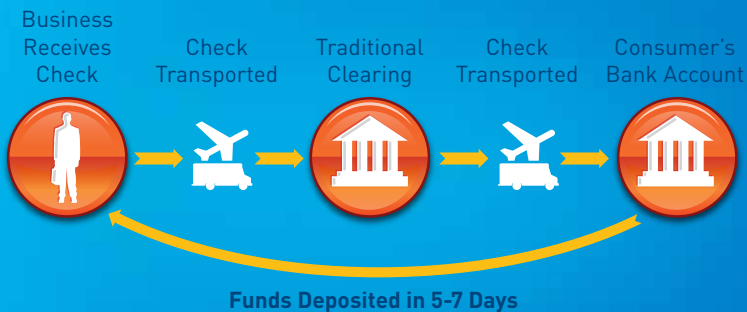 Business
Receives
Check
Check
Transported
Traditional
Clearing
Check
Transported
Consumer's
Bank Account
Funds Deposited in 5-7 Days